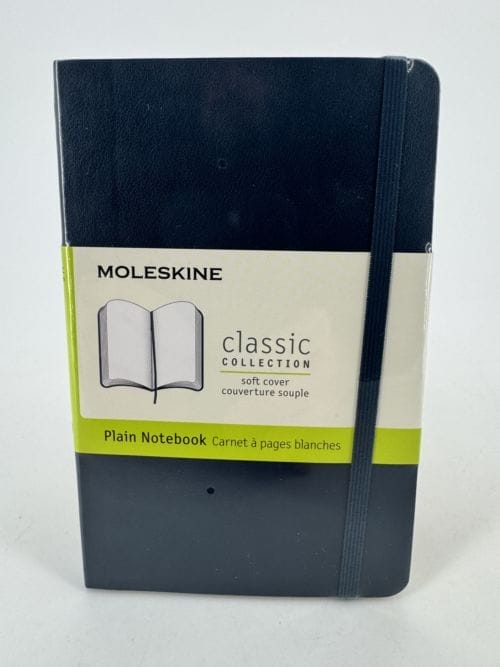 MOLESKINE
classic
COLLECTION
soft cover
couverture souple
Plain Notebook Carnet à pages blanches